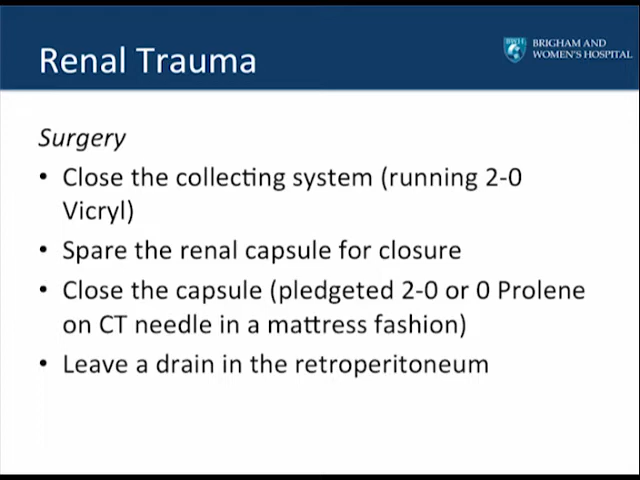 Renal Trauma
BRIGHAM AND
WOMEN'S HOSPITAL
Surgery
• Close the collecting system (running 2-0
Vicryl)
• Spare the renal capsule for closure
• Close the capsule (pledgeted 2-0 or 0 Prolene
on CT needle in a mattress fashion)
• Leave a drain in the retroperitoneum